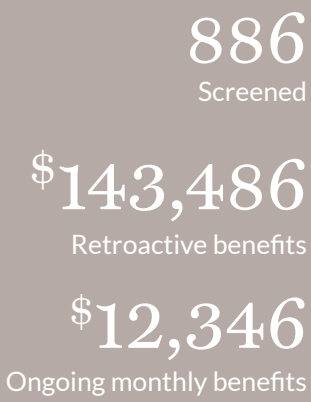 886
Screened
$143,486
Retroactive benefits
$12,346
Ongoing monthly benefits